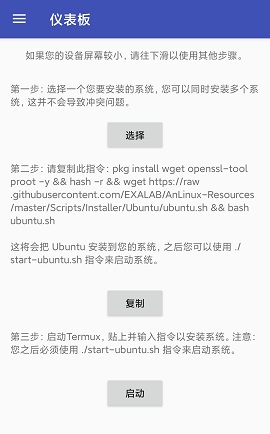 仪表板
如果您的设备屏幕较小，请往下滑以使用其他步骤。
第一步：选择一个您要安装的系统，您可以同时安装多个系
统，这并不会导致冲突问题。
选择
第二步：请复制此指令：pkg install wget openssl-tool
proot -y && hash -r && wget https://raw
.githubusercontent.com/EXALAB/AnLinux-Resources
/master/Scripts/Installer/Ubuntu/ubuntu.sh && bash
ubuntu.sh
这将会把 Ubuntu 安装到您的系统，之后您可以使用 ./
start-ubuntu.sh 指令来启动系统。
复制
第三步：启动Termux，贴上并输入指令以安装系统。注意：
您之后必须使用 ./start-ubuntu.sh 指令来启动系统。
启动